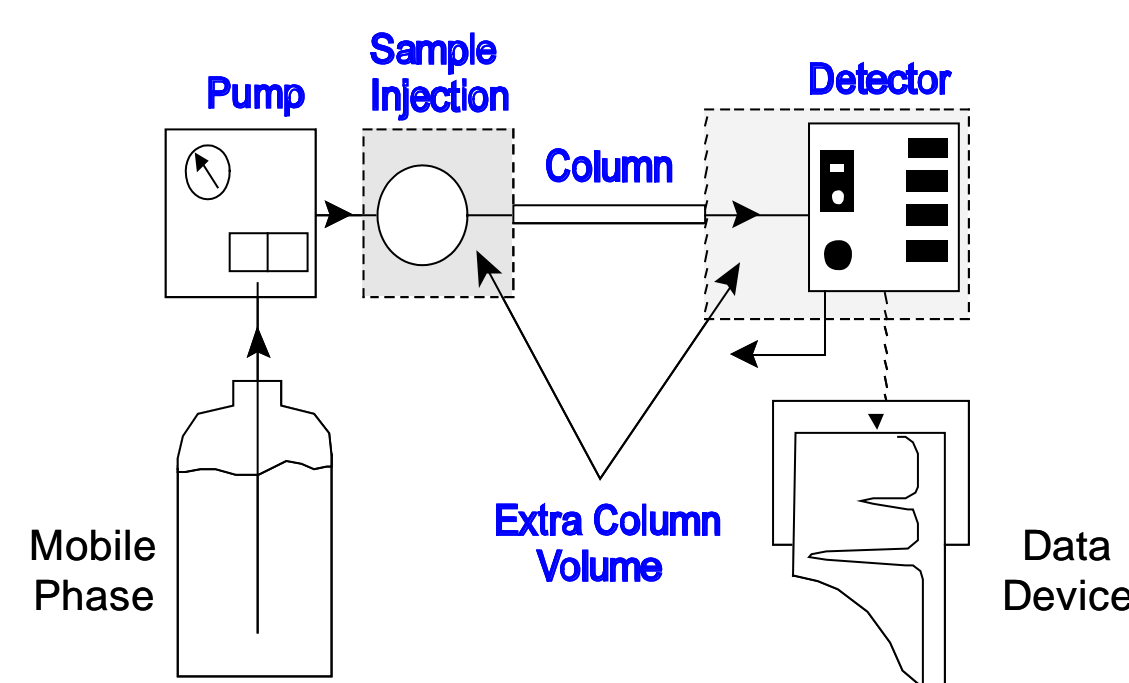 Sample
Injection
Pump
Detector
Column
Extra Column
Volume
Mobile
Phase
Data
Device